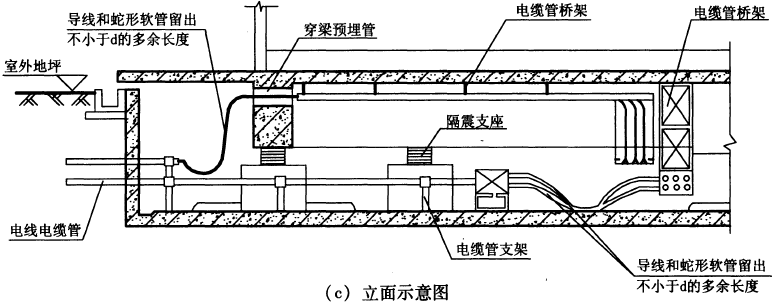 导线和蛇形软管留出
不小于d的多余长度
穿梁预埋管
电缆管桥架
电缆管桥架
室外地坪
隔震支座
电线电缆管
电缆管支架
导线和蛇形软管留出
不小于d的多余长度
(c) 立面示意图